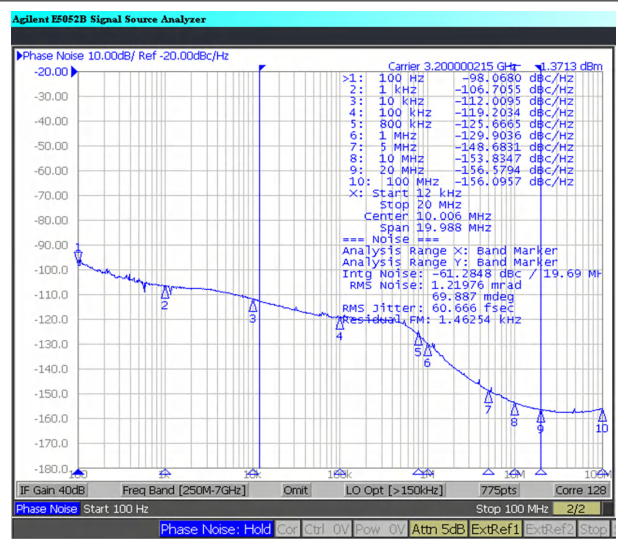 Agilent E5052B Signal Source Analyzer
▶Phase Noise 10.00dB/ Ref -20.00dBc/Hz
Carrier 3.200000215 GHz 1.3713 dBm
-20.00
-30.00
-40.00
-50.00
-60.00
-70.00
-80.00
-90.00
-100.0
-110.0
-120.0
-130.0
-140.0
-150.0
-160.0
-170.0
-180.0
>1: 100 Hz -98.0680 dBc/Hz
2: 1 kHz -106.7055 dBc/Hz
3: 10 kHz -112.0095 dBc/Hz
4: 100 kHz -119.2034 dBc/Hz
5: 800 kHz -125.6665 dBc/Hz
6: 1 MHz -129.9036 dBc/Hz
7: 5 MHz -148.6831 dBc/Hz
8: 10 MHz -153.8347 dBc/Hz
9: 20 MHz -156.5794 dBc/Hz
10: 100 MHz -156.0957 dBc/Hz
X: Start 12 kHz
Stop 20 MHz
Center 10.006 MHz
Span 19.988 MHz
=== Noise ===
Analysis Range X: Band Marker
Analysis Range Y: Band Marker
Intg Noise: -61.2848 dBc / 19.69 MH
RMS Noise: 1.21976 mrad
69.887 mdeg
RMS Jitter: 60.666 fsec
Residual FM: 1.46254 kHz
1
2
3
4
5
6
7
8
9
10
100 1k 10k 100k 1M 10M 100M
IF Gain 40dB Freq Band [250M-7GHz] Omit LO Opt [>150kHz] 775pts Corre 128
Phase Noise Start 100 Hz Stop 100 MHz 2/2
Phase Noise: Hold Cor Ctrl 0V Pow 0V Attn 5dB ExtRef1 ExtRef2 Stop